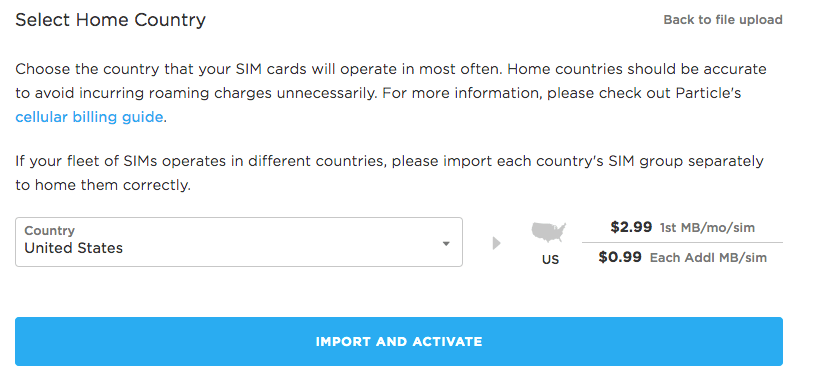 Select Home Country
Back to file upload
Choose the country that your SIM cards will operate in most often. Home countries should be accurate
to avoid incurring roaming charges unnecessarily. For more information, please check out Particle's
cellular billing guide.
If your fleet of SIMs operates in different countries, please import each country's SIM group separately
to home them correctly.
Country
United States
US
$2.99 1st MB/mo/sim
$0.99 Each Addl MB/sim
IMPORT AND ACTIVATE